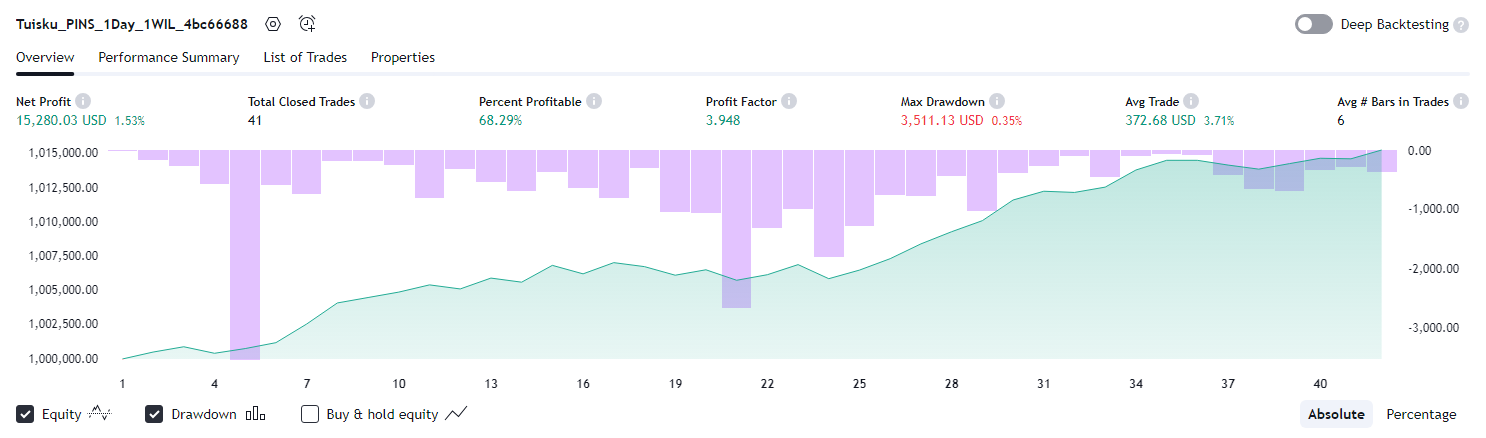 Tuisku_PINS_1Day_1WIL_4bc66688 Deep Backtesting ?
Overview Performance Summary List of Trades Properties
Net Profit i Total Closed Trades i Percent Profitable i Profit Factor i Max Drawdown i Avg Trade i Avg # Bars in Trades i
15,280.03 USD 1.53% 41 68.29% 3.948 3,511.13 USD 0.35% 372.68 USD 3.71% 6
1,015,000.00 0.00
1,012,500.00
1,010,000.00 -1,000.00
1,007,500.00
1,005,000.00 -2,000.00
1,002,500.00 -3,000.00
1,000,000.00
1 4 7 10 13 16 19 22 25 28 31 34 37 40
Equity Drawdown Buy & hold equity Absolute Percentage